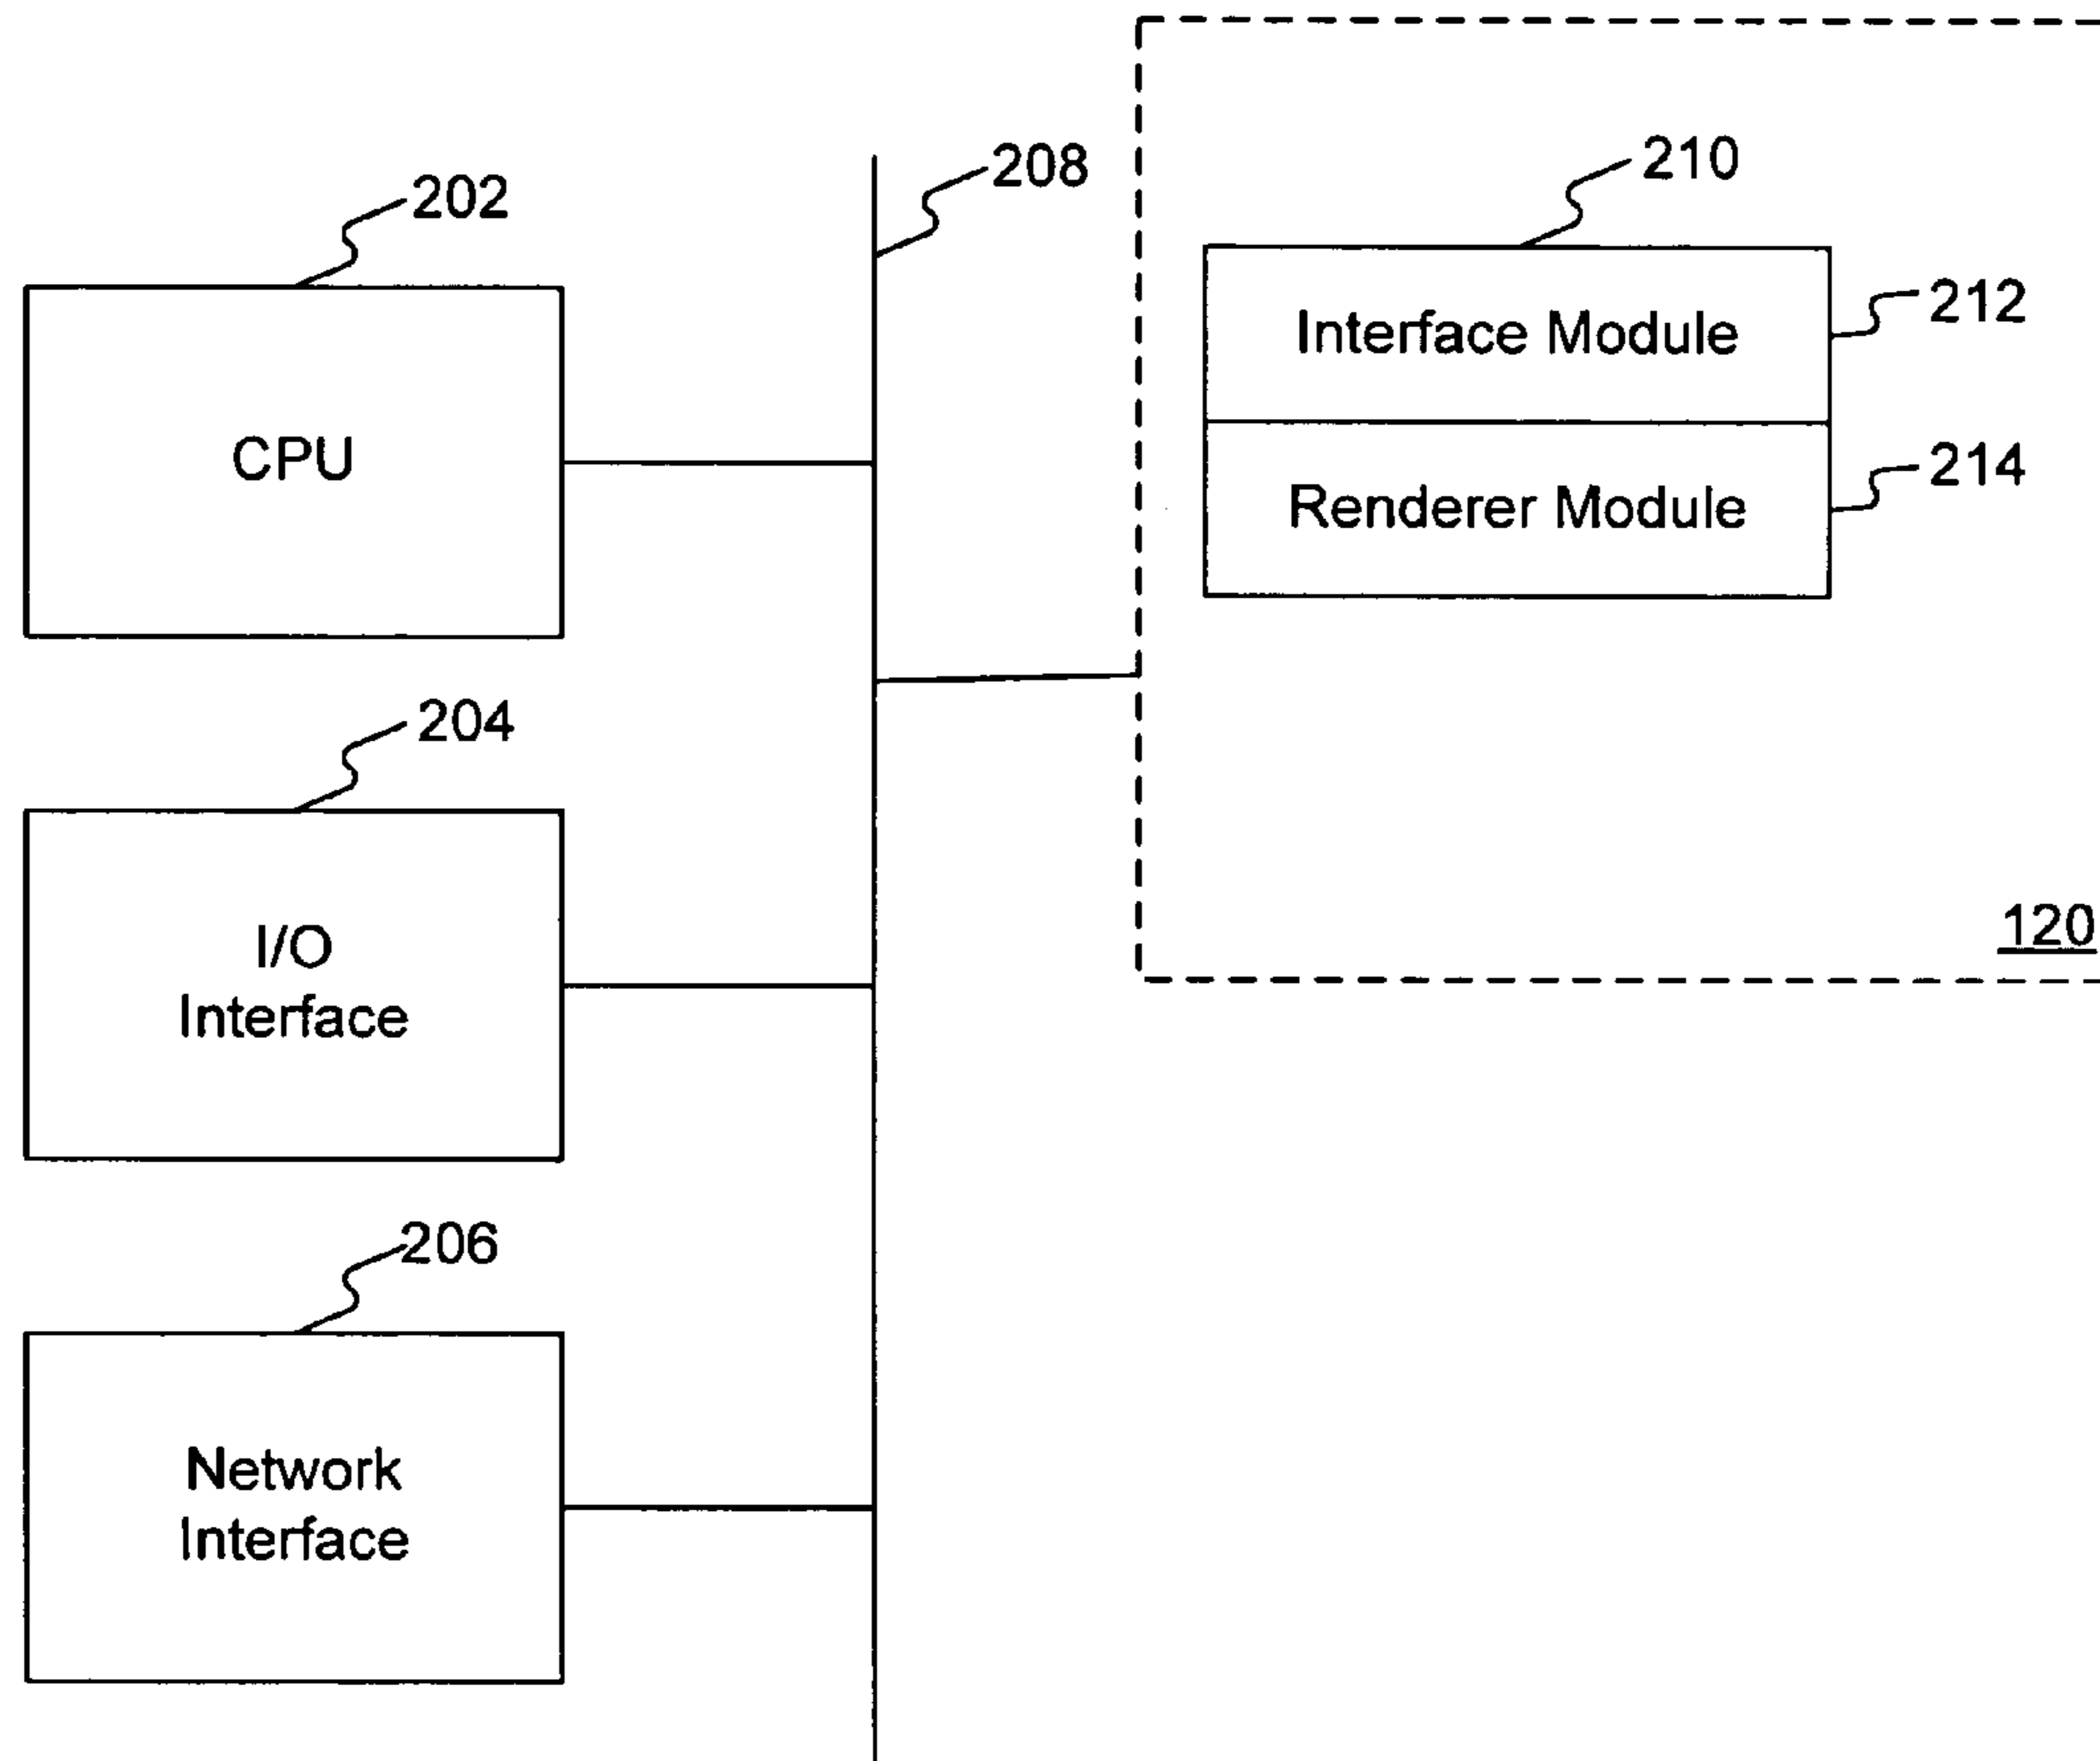 202
208
210
CPU
Interface Module
212
Renderer Module
214
204
I/O
Interface
120
206
Network
Interface